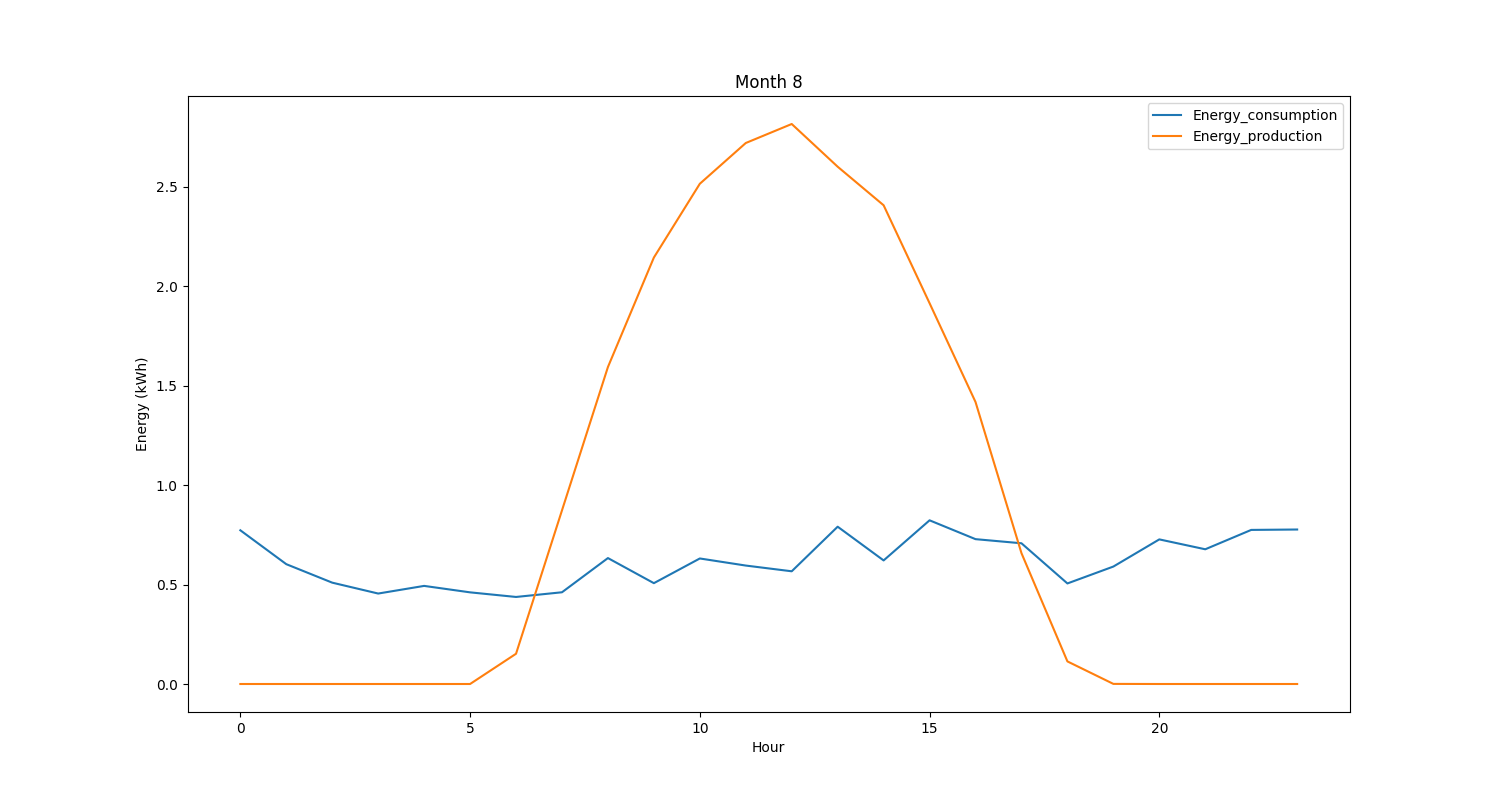 Month 8
Energy_consumption
Energy_production
2.5
2.0
1.5
1.0
0.5
0.0
Energy (kWh)
0 5 10 15 20
Hour